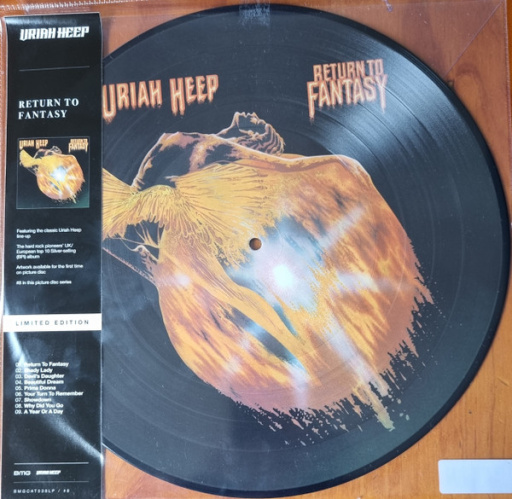 URIAH HEEP
RETURN TO
FANTASY
URIAH HEEP
RETURN TO
FANTASY
Featuring the classic Uriah Heep
line-up
The hard rock pioneers' UK/
European top 10 Silver-selling
(BPI) album
Artwork available for the first time
on picture disc
#8 in this picture disc series
LIMITED EDITION
Return To Fantasy
02. Shady Lady
03. Devil's Daughter
04. Beautiful Dream
05. Prima Donna
06. Your Turn To Remember
07. Showdown
08. Why Did You Go
09. A Year Or A Day
BMG URIAH HEEP
URIAH HEEP
RETURN TO
FANTASY